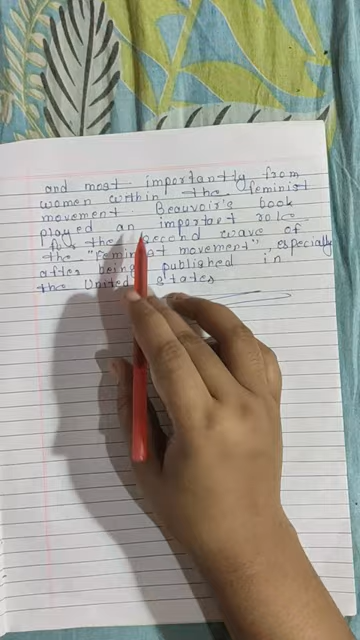 and most importantly from
women within the feminist
movement. Beauvoir's book
played an important role
for the second wave of
the "feminist movement", especially
after being published in
the United States